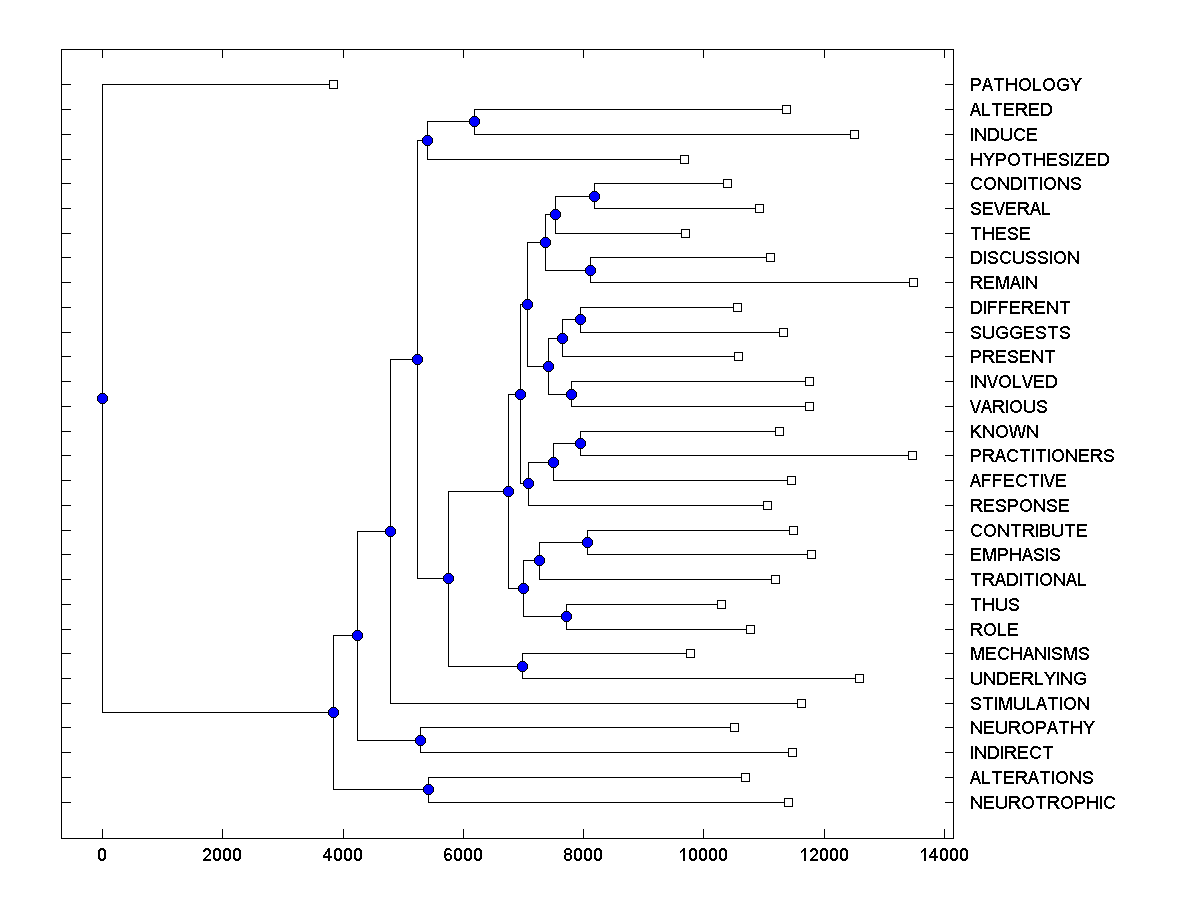 PATHOLOGY
ALTERED
INDUCE
HYPOTHESIZED
CONDITIONS
SEVERAL
THESE
DISCUSSION
REMAIN
DIFFERENT
SUGGESTS
PRESENT
INVOLVED
VARIOUS
KNOWN
PRACTITIONERS
AFFECTIVE
RESPONSE
CONTRIBUTE
EMPHASIS
TRADITIONAL
THUS
ROLE
MECHANISMS
UNDERLYING
STIMULATION
NEUROPATHY
INDIRECT
ALTERATIONS
NEUROTROPHIC
0 2000 4000 6000 8000 10000 12000 14000